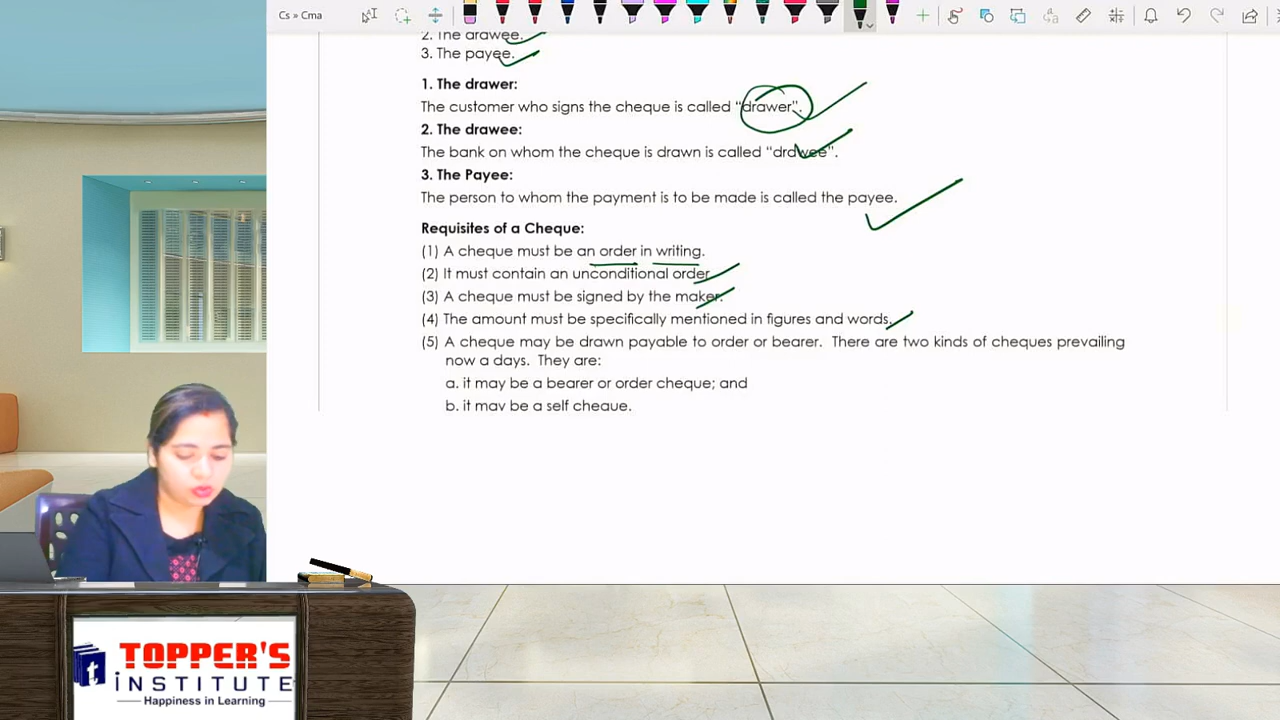 Cs » Cma
2. The drawee.
3. The payee.
1. The drawer:
The customer who signs the cheque is called “drawer”.
2. The drawee:
The bank on whom the cheque is drawn is called “drawee”.
3. The Payee:
The person to whom the payment is to be made is called the payee.
Requisites of a Cheque:
(1) A cheque must be an order in writing.
(2) It must contain an unconditional order.
(3) A cheque must be signed by the maker.
(4) The amount must be specifically mentioned in figures and words.
(5) A cheque may be drawn payable to order or bearer. There are two kinds of cheques prevailing
now a days. They are:
a. it may be a bearer or order cheque; and
b. it may be a self cheque.
t
TOPPER'S
INSTITUTE
Happiness in Learning